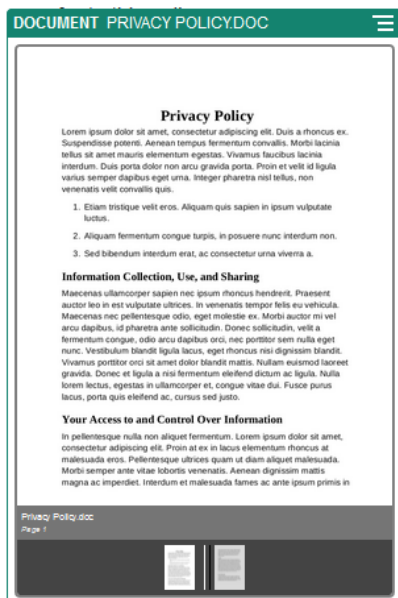 DOCUMENT PRIVACY POLICY.DOC
Privacy Policy
Lorem ipsum dolor sit amet, consectetur adipiscing elit. Duis a rhoncus ex.
Suspendisse potenti. Aenean tempus fermentum convallis. Morbi lacinia
tellus sit amet mauris elementum egestas. Vivamus faucibus lacinia
interdum. Duis porta dolor non arcu gravida porta. Proin et velit id ligula
varius semper dapibus eget urna. Integer pharetra nisl tellus, non
venenatis velit convallis quis.
1. Etiam tristique velit eros. Aliquam quis sapien in ipsum vulputate
luctus.
2. Aliquam fermentum congue turpis, in posuere nunc interdum non.
3. Sed bibendum interdum erat, ac consectetur urna viverra a.
Information Collection, Use, and Sharing
Maecenas ullamcorper sapien nec ipsum rhoncus hendrerit. Praesent
auctor leo in est vulputate ultrices. In venenatis tempor felis eu vehicula.
Maecenas nec pellentesque odio, eget molestie ex. Morbi auctor mi vel
arcu dapibus, id pharetra ante sollicitudin. Donec sollicitudin, velit a
fermentum congue, odio arcu dapibus orci, nec porttitor sem nulla eget
nunc. Vestibulum blandit ligula lacus, eget rhoncus nisi dignissim blandit.
Vivamus porttitor orci sit amet dolor blandit mattis. Nullam euismod laoreet
gravida. Donec et ligula a nisi fermentum eleifend dictum ac ligula. Nulla
lorem lectus, egestas in ullamcorper et, congue vitae dui. Fusce purus
lacus, porta quis eleifend ac, cursus sed justo.
Your Access to and Control Over Information
In pellentesque nulla non aliquet fermentum. Lorem ipsum dolor sit amet,
consectetur adipiscing elit. Proin at ex in lacus elementum rhoncus at
malesuada eros. Pellentesque ultrices quam ut diam aliquet malesuada.
Morbi semper ante vitae lobortis venenatis. Aenean dignissim mattis
magna ac imperdiet. Interdum et malesuada fames ac ante ipsum primis in
Privacy Policy.doc
Page 1